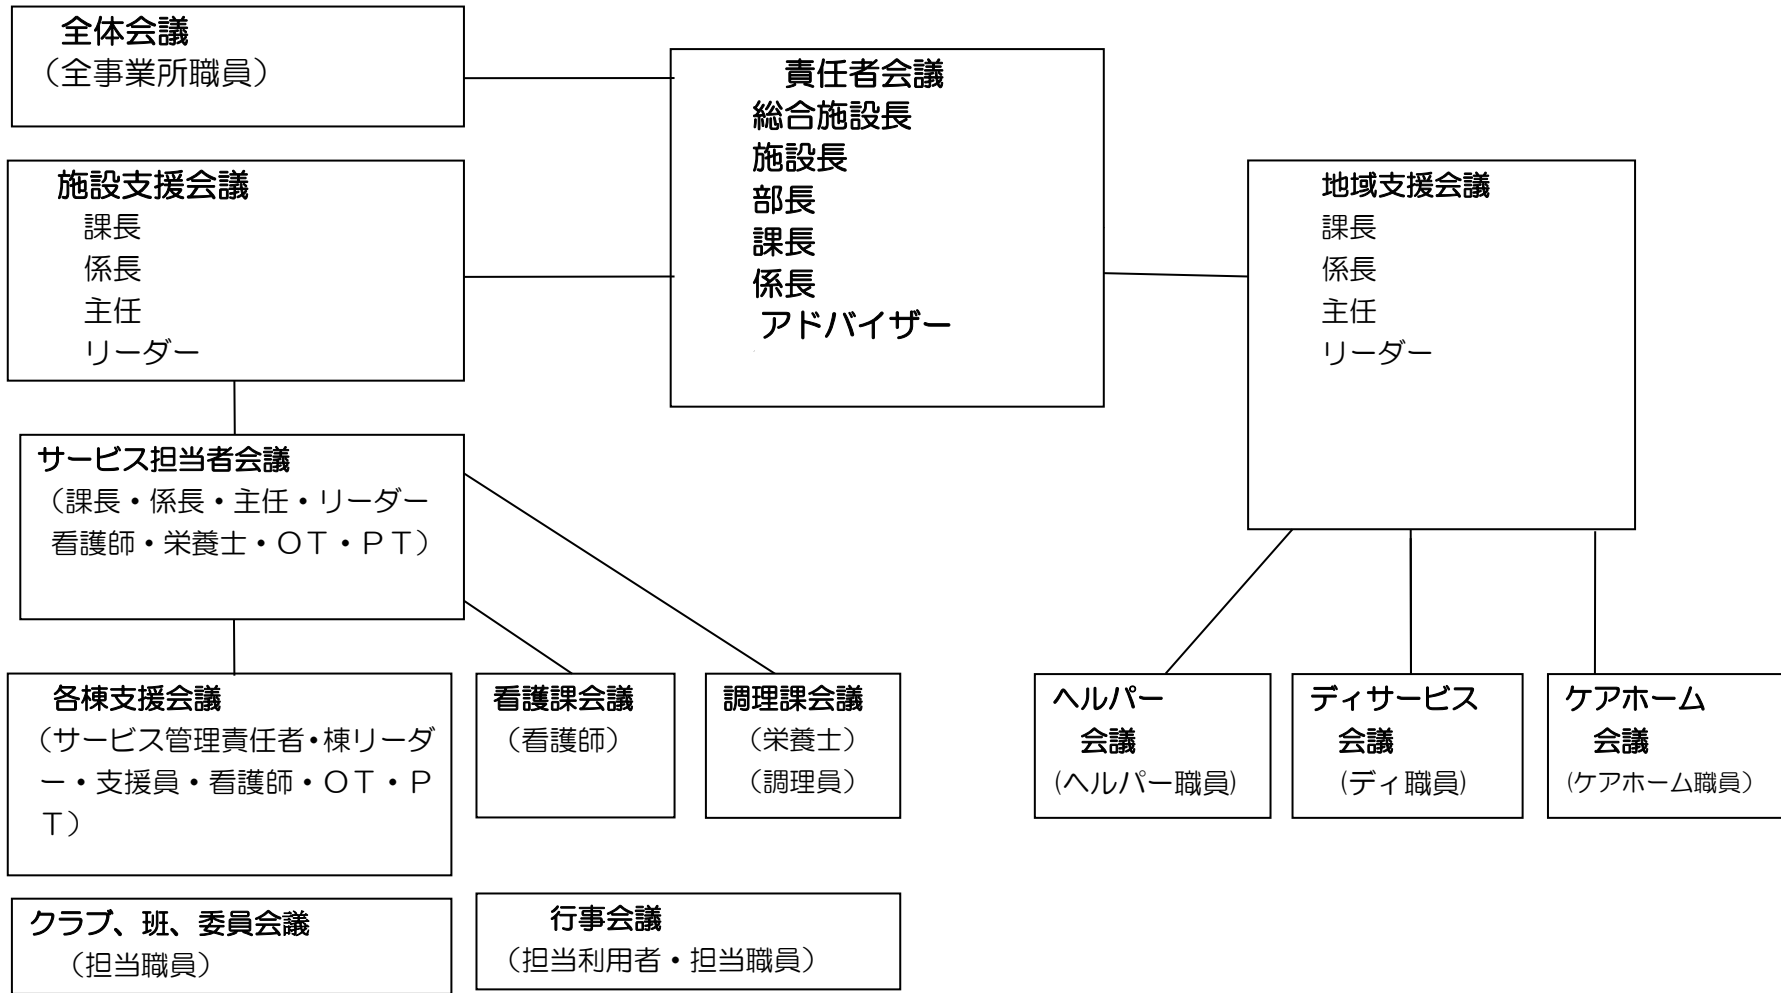 全体会議
（全事業所職員）
責任者会議
総合施設長
施設長
部長
課長
係長
アドバイザー
施設支援会議
課長
係長
主任
リーダー
地域支援会議
課長
係長
主任
リーダー
サービス担当者会議
（課長・係長・主任・リーダー
看護師・栄養士・ＯＴ・ＰＴ）
各棟支援会議
（サービス管理責任者・棟リーダ
ー・支援員・看護師・ＯＴ・Ｐ
Ｔ）
看護課会議
（看護師）
調理課会議
（栄養士）
（調理員）
ヘルパー
会議
(ヘルパー職員)
ディサービス
会議
(ディ職員)
ケアホーム
会議
(ケアホーム職員）
クラブ、班、委員会議
（担当職員）
行事会議
（担当利用者・担当職員）